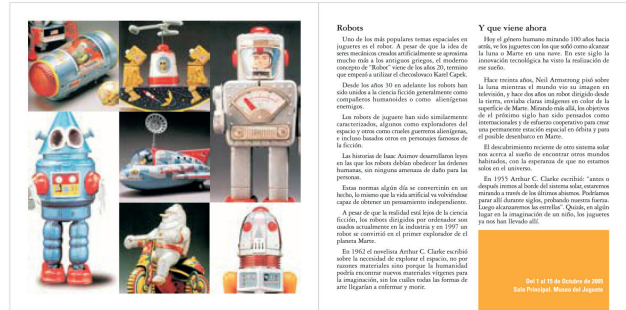 Robots
Uno de los más populares temas espaciales en
juguetes es el robot. A pesar de que la idea de
seres mecánicos creados artificialmente se aproxima
mucho más a los antiguos griegos, el moderno
concepto de "Robot" viene de los años 20, termino
que empezó a utilizar el checoslovaco Karel Capek.
Desde los años 30 en adelante los robots han
sido unidos a la ciencia ficción generalmente como
compañeros humanoides o como alienígenas
enemigos.
Los robots de juguete han sido similarmente
caracterizados, algunos como exploradores del
espacio y otros como crueles guerreros alienígenas,
e incluso basados otros en personajes famosos de
la ficción.
Las historias de Isaac Asimov desarrollaron leyes
en las que los robots debían obedecer las órdenes
humanas, sin ninguna amenaza de daño para las
personas.
Estas normas algún día se convertirán en un
hecho, lo mismo que la vida artificial va volviéndose
capaz de obtener un pensamiento independiente.
A pesar de que la realidad está lejos de la ciencia
ficción, los robots dirigidos por ordenador son
usados actualmente en la industria y en 1997 un
robot se convirtió en el primer explorador del
planeta Marte.
En 1962 el novelista Arthur C. Clarke escribió
sobre la necesidad de explorar el espacio, no por
razones materiales sino porque la humanidad
podría encontrar nuevos materiales vírgenes para
la imaginación, sin los cuáles todas las formas de
arte llegarían a enfermar y morir.
Y que viene ahora
Hoy el género humano mirando 100 años hacia
atrás, ve los juguetes con los que soñó como alcanzar
la luna o Marte en una nave. En este siglo la
innovación tecnológica ha visto la realización de
ese sueño.
Hace treinta años, Neil Armstrong pisó sobre
la luna mientras el mundo vio su imagen en
televisión, y hace dos años un robot dirigido desde
la tierra, enviaba claras imágenes en color de la
superficie de Marte. Mirando más allá, los objetivos
de el próximo siglo han sido pensados como
internacionales y de esfuerzo cooperativo para crear
una permanente estación espacial en órbita y para
el posible desembarco en Marte.
El descubrimiento reciente de otro sistema solar
nos acerca al sueño de encontrar otros mundos
habitados, con la esperanza de que no estamos
solos en el universo.
En 1955 Arthur C. Clarke escribió: "antes o
después iremos al borde del sistema solar, estaremos
mirando a través de los últimos abismos. Podríamos
parar allí durante siglos, probando nuestra fuerza.
Luego alcanzaremos las estrellas". Quizás, en algún
lugar en la imaginación de un niño, los juguetes
ya nos han llevado allí.
Del 1 al 15 de Octubre de 2005
Sala Principal. Museo del Juguete